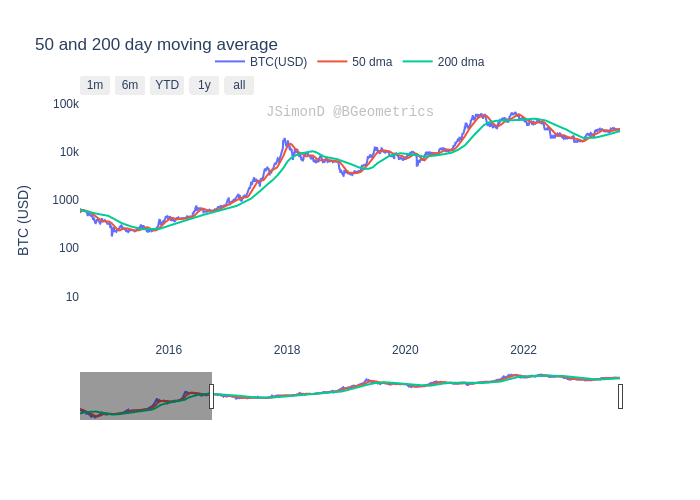 50 and 200 day moving average
BTC(USD) 50 dma 200 dma
1m 6m YTD 1y all
JSimonD @BGeometrics
BTC (USD)
100k
10k
1000
100
10
2016 2018 2020 2022